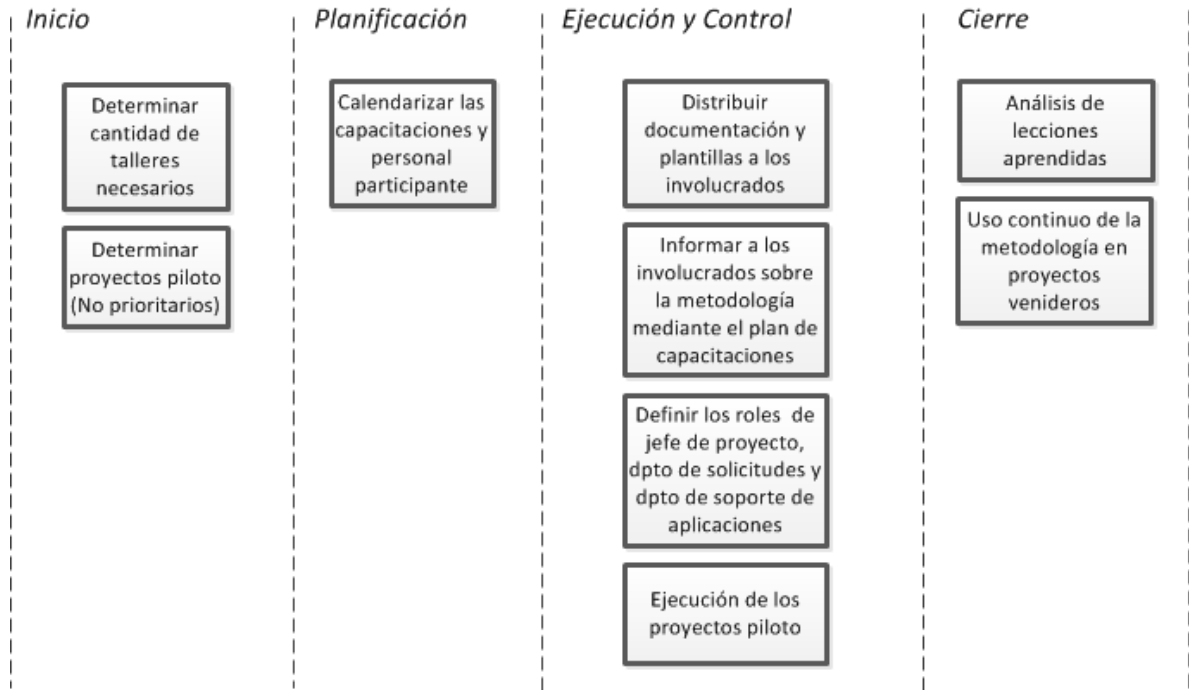 Inicio
Determinar
cantidad de
talleres
necesarios
Determinar
proyectos piloto
(No prioritarios)
Planificación
Calendarizar las
capacitaciones y
personal
participante
Ejecución y Control
Distribuir
documentación y
plantillas a los
involucrados
Informar a los
involucrados sobre
la metodología
mediante el plan de
capacitaciones
Definir los roles de
jefe de proyecto,
dpto de solicitudes y
dpto de soporte de
aplicaciones
Ejecución de los
proyectos piloto
Cierre
Análisis de
lecciones
aprendidas
Uso continuo de la
metodología en
proyectos
venideros